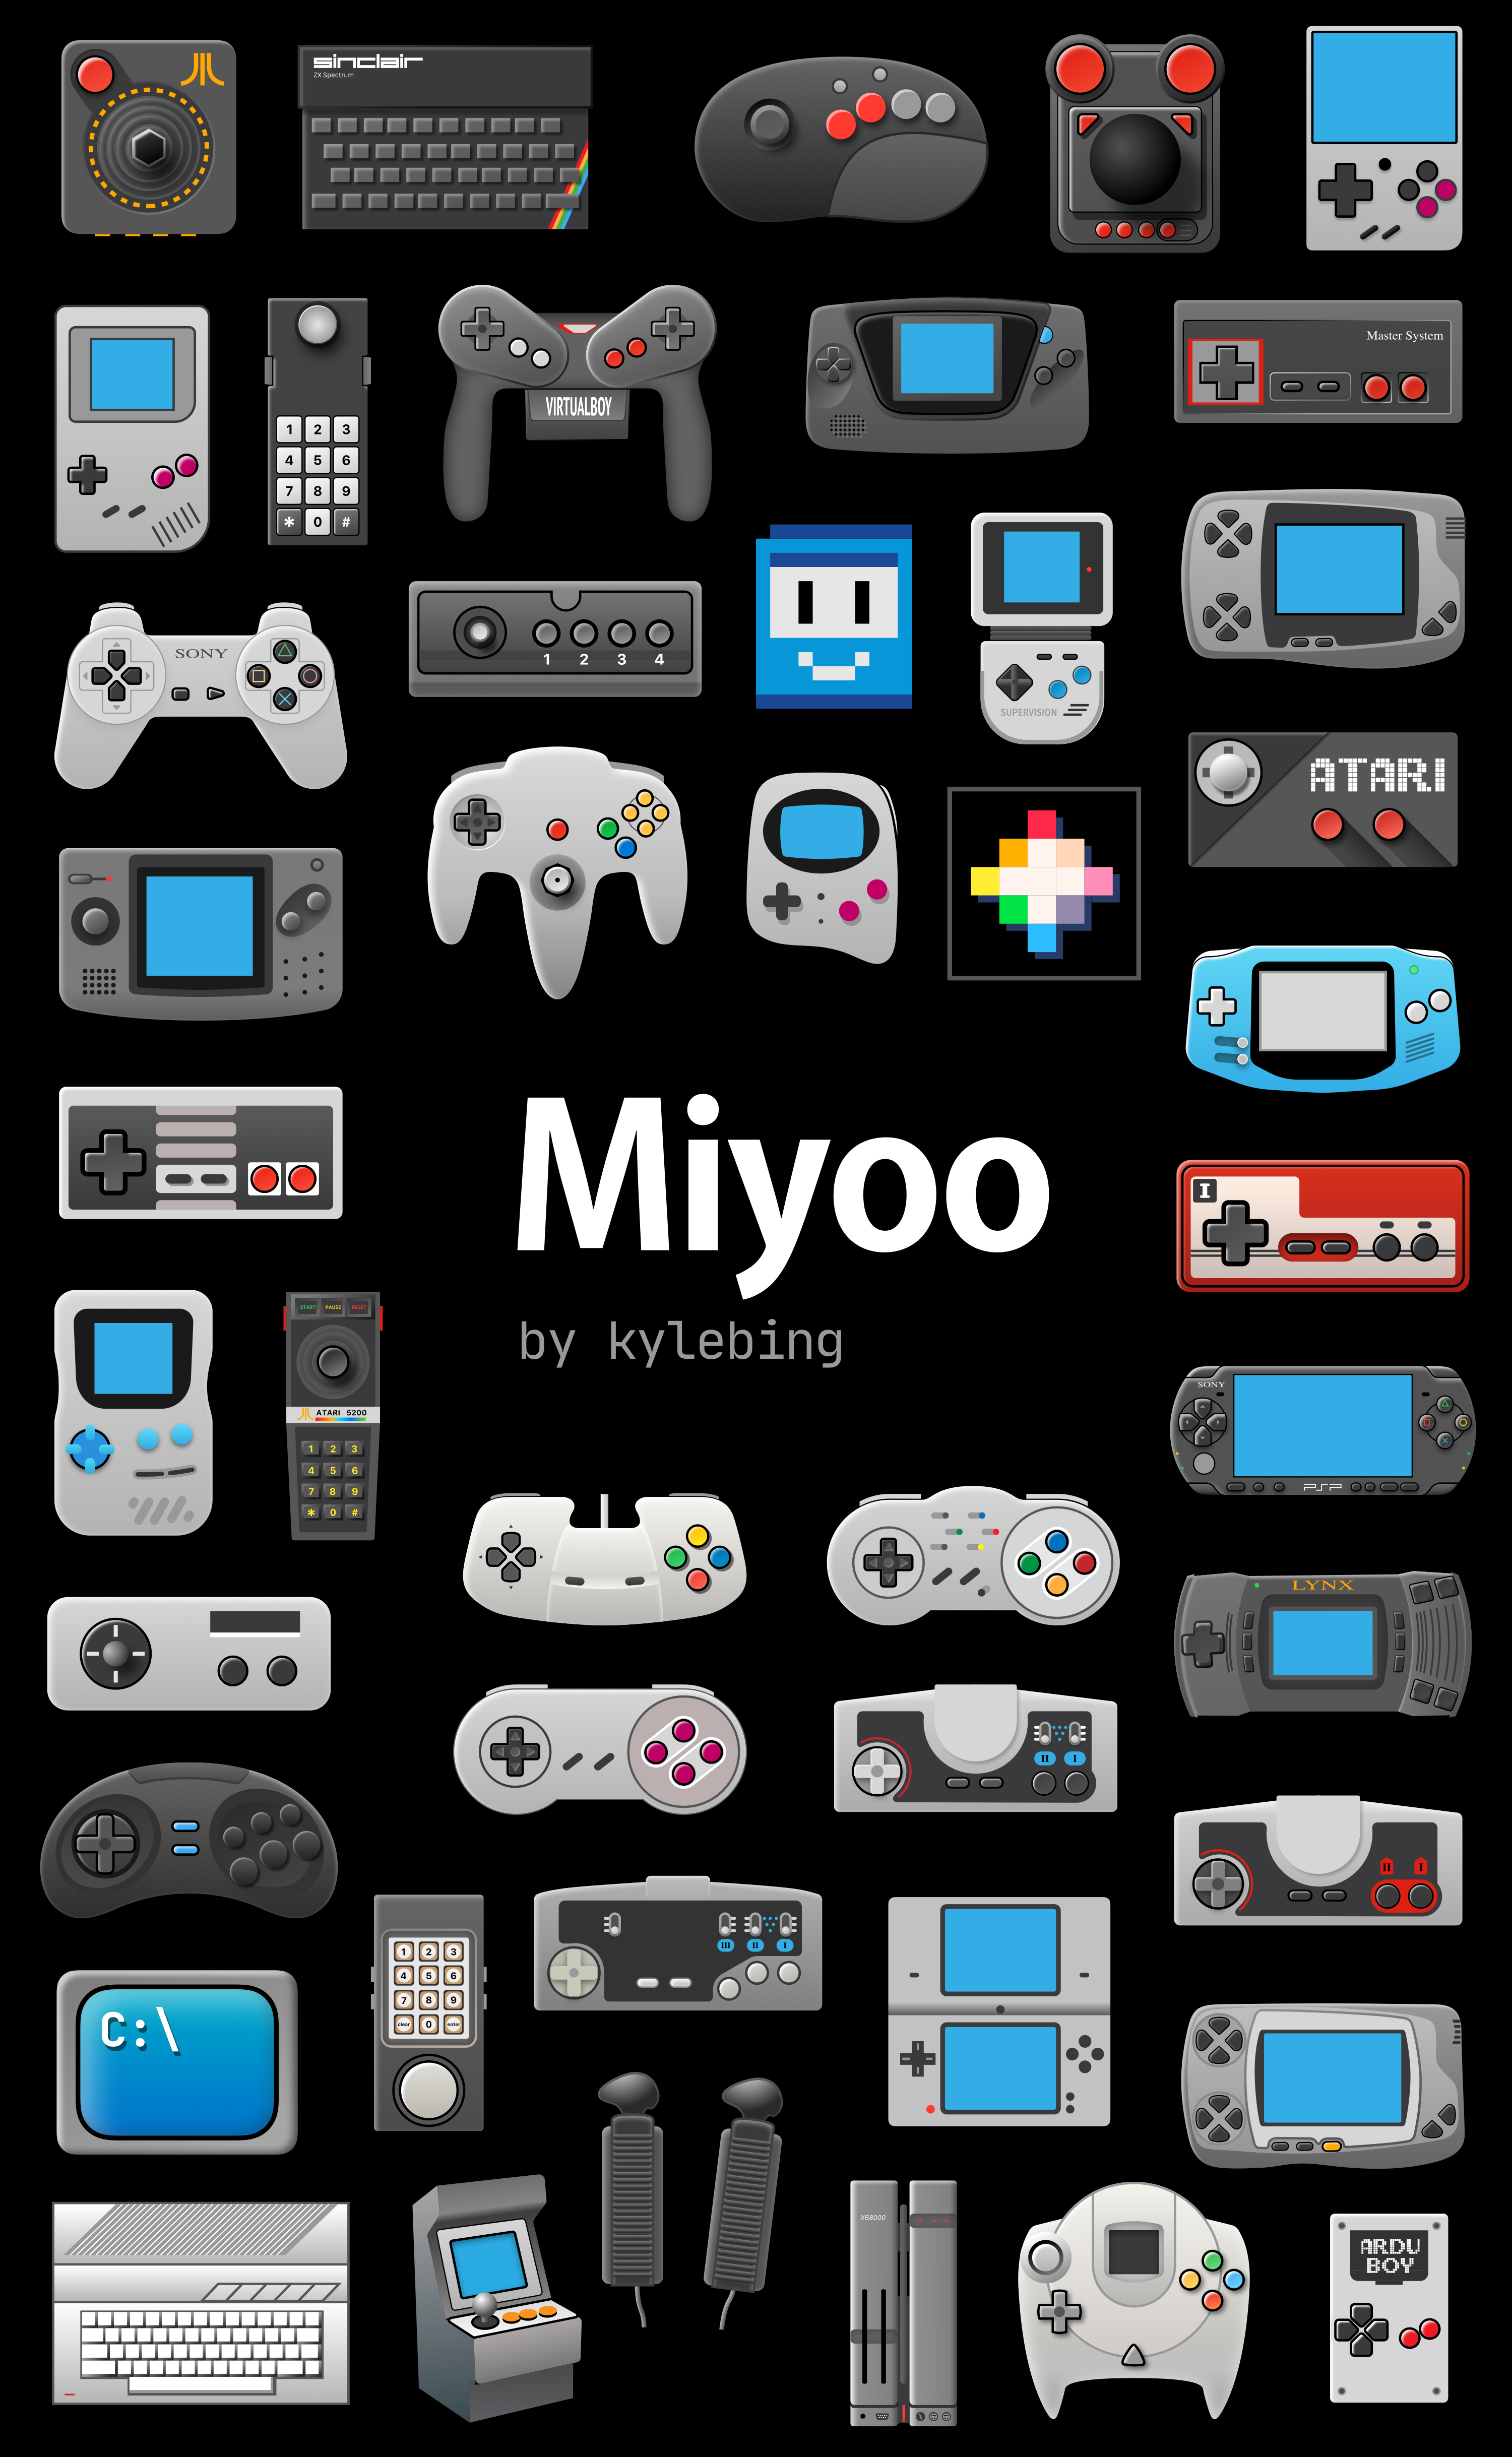 sinclair
ZX Spectrum
Master System
1 2 3
4 5 6
7 8 9
* 0 #
VIRTUALBOY
SONY
1 2 3 4
SUPERVISION
ATARI
Miyoo
by kylebing
I
START PAUSE RESET
ATARI 5200
1 2 3
4 5 6
7 8 9
* 0 #
SONY
PSP
LYNX
II I
II I
III II I
1 2 3
4 5 6
7 8 9
clear 0 enter
C:\
X68000
ARDU
BOY